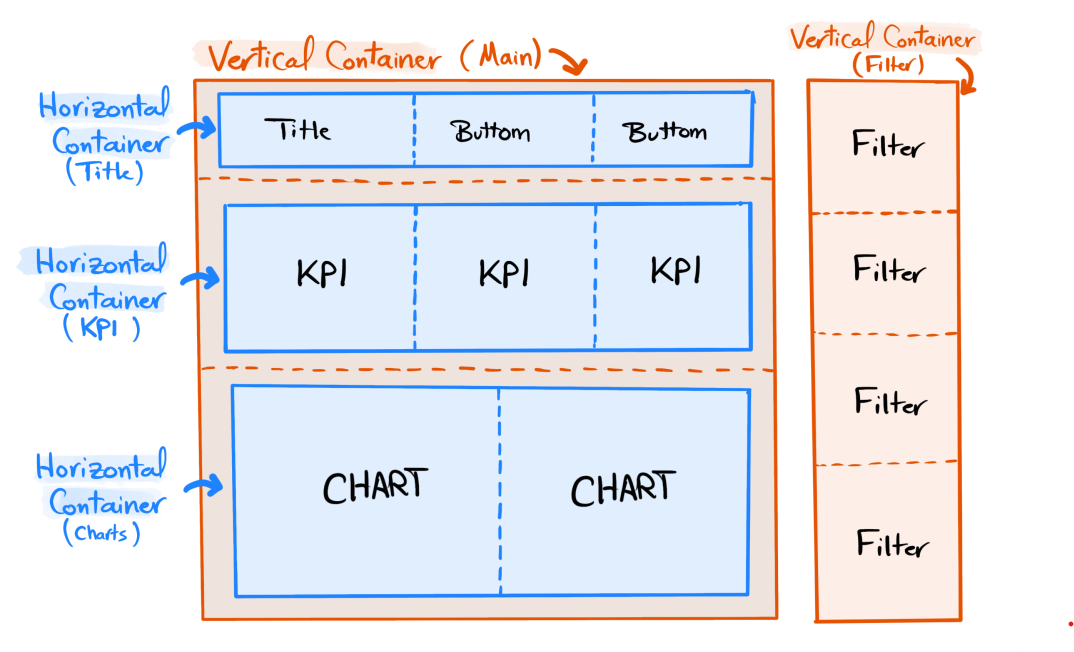 Vertical Container (Main)
Vertical Container
(Filter)
Horizontal
Container
(Title)
Title
Buttom
Buttom
Horizontal
Container
(KPI)
KPI
KPI
KPI
Horizontal
Container
(Charts)
CHART
CHART
Filter
Filter
Filter
Filter